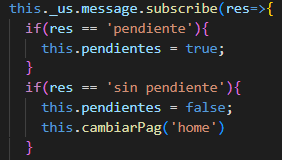 this._us.message.subscribe(res=>{
if(res == 'pendiente'){
this.pendientes = true;
}
if(res == 'sin pendiente'){
this.pendientes = false;
this.cambiarPag('home')
}